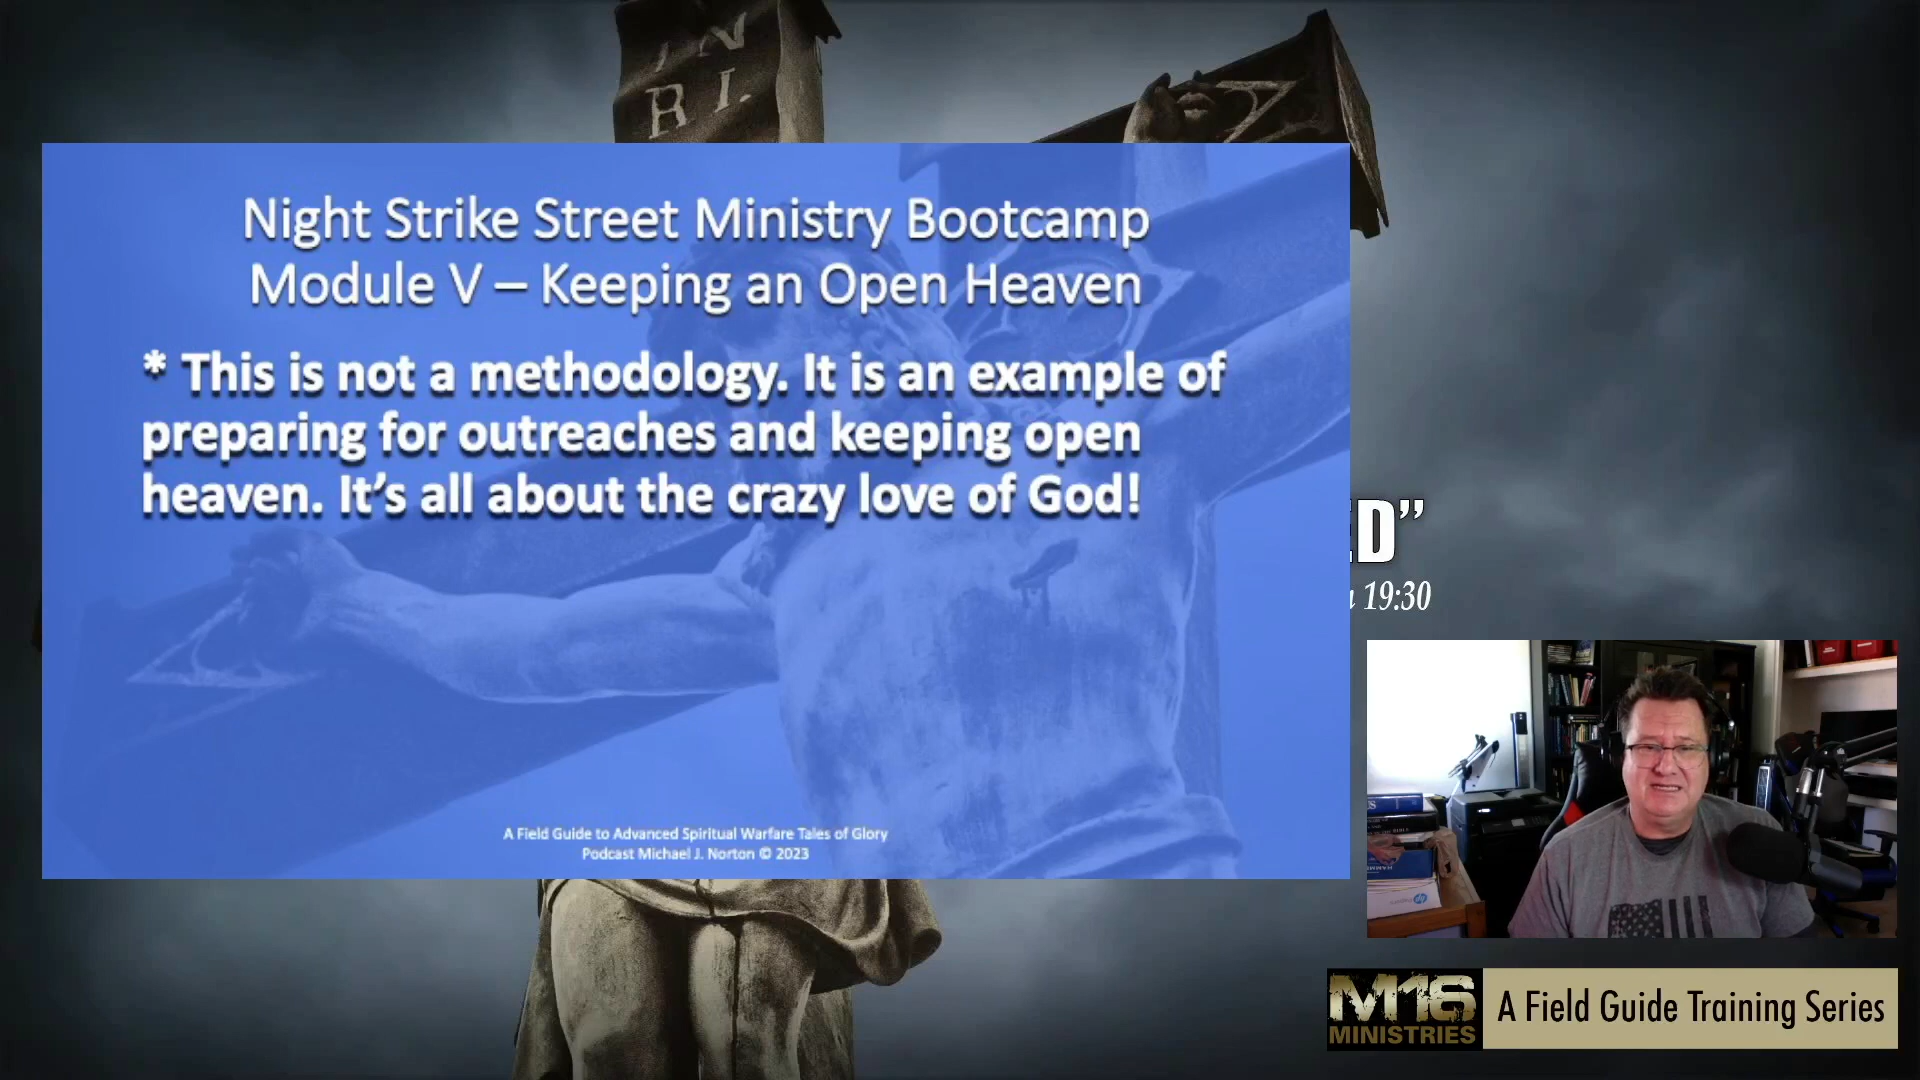 IN
RI.
Night Strike Street Ministry Bootcamp
Module V – Keeping an Open Heaven
* This is not a methodology. It is an example of
preparing for outreaches and keeping open
heaven. It’s all about the crazy love of God!
A Field Guide to Advanced Spiritual Warfare Tales of Glory
Podcast Michael J. Norton © 2023
ED”
19:30
M16
MINISTRIES
A Field Guide Training Series